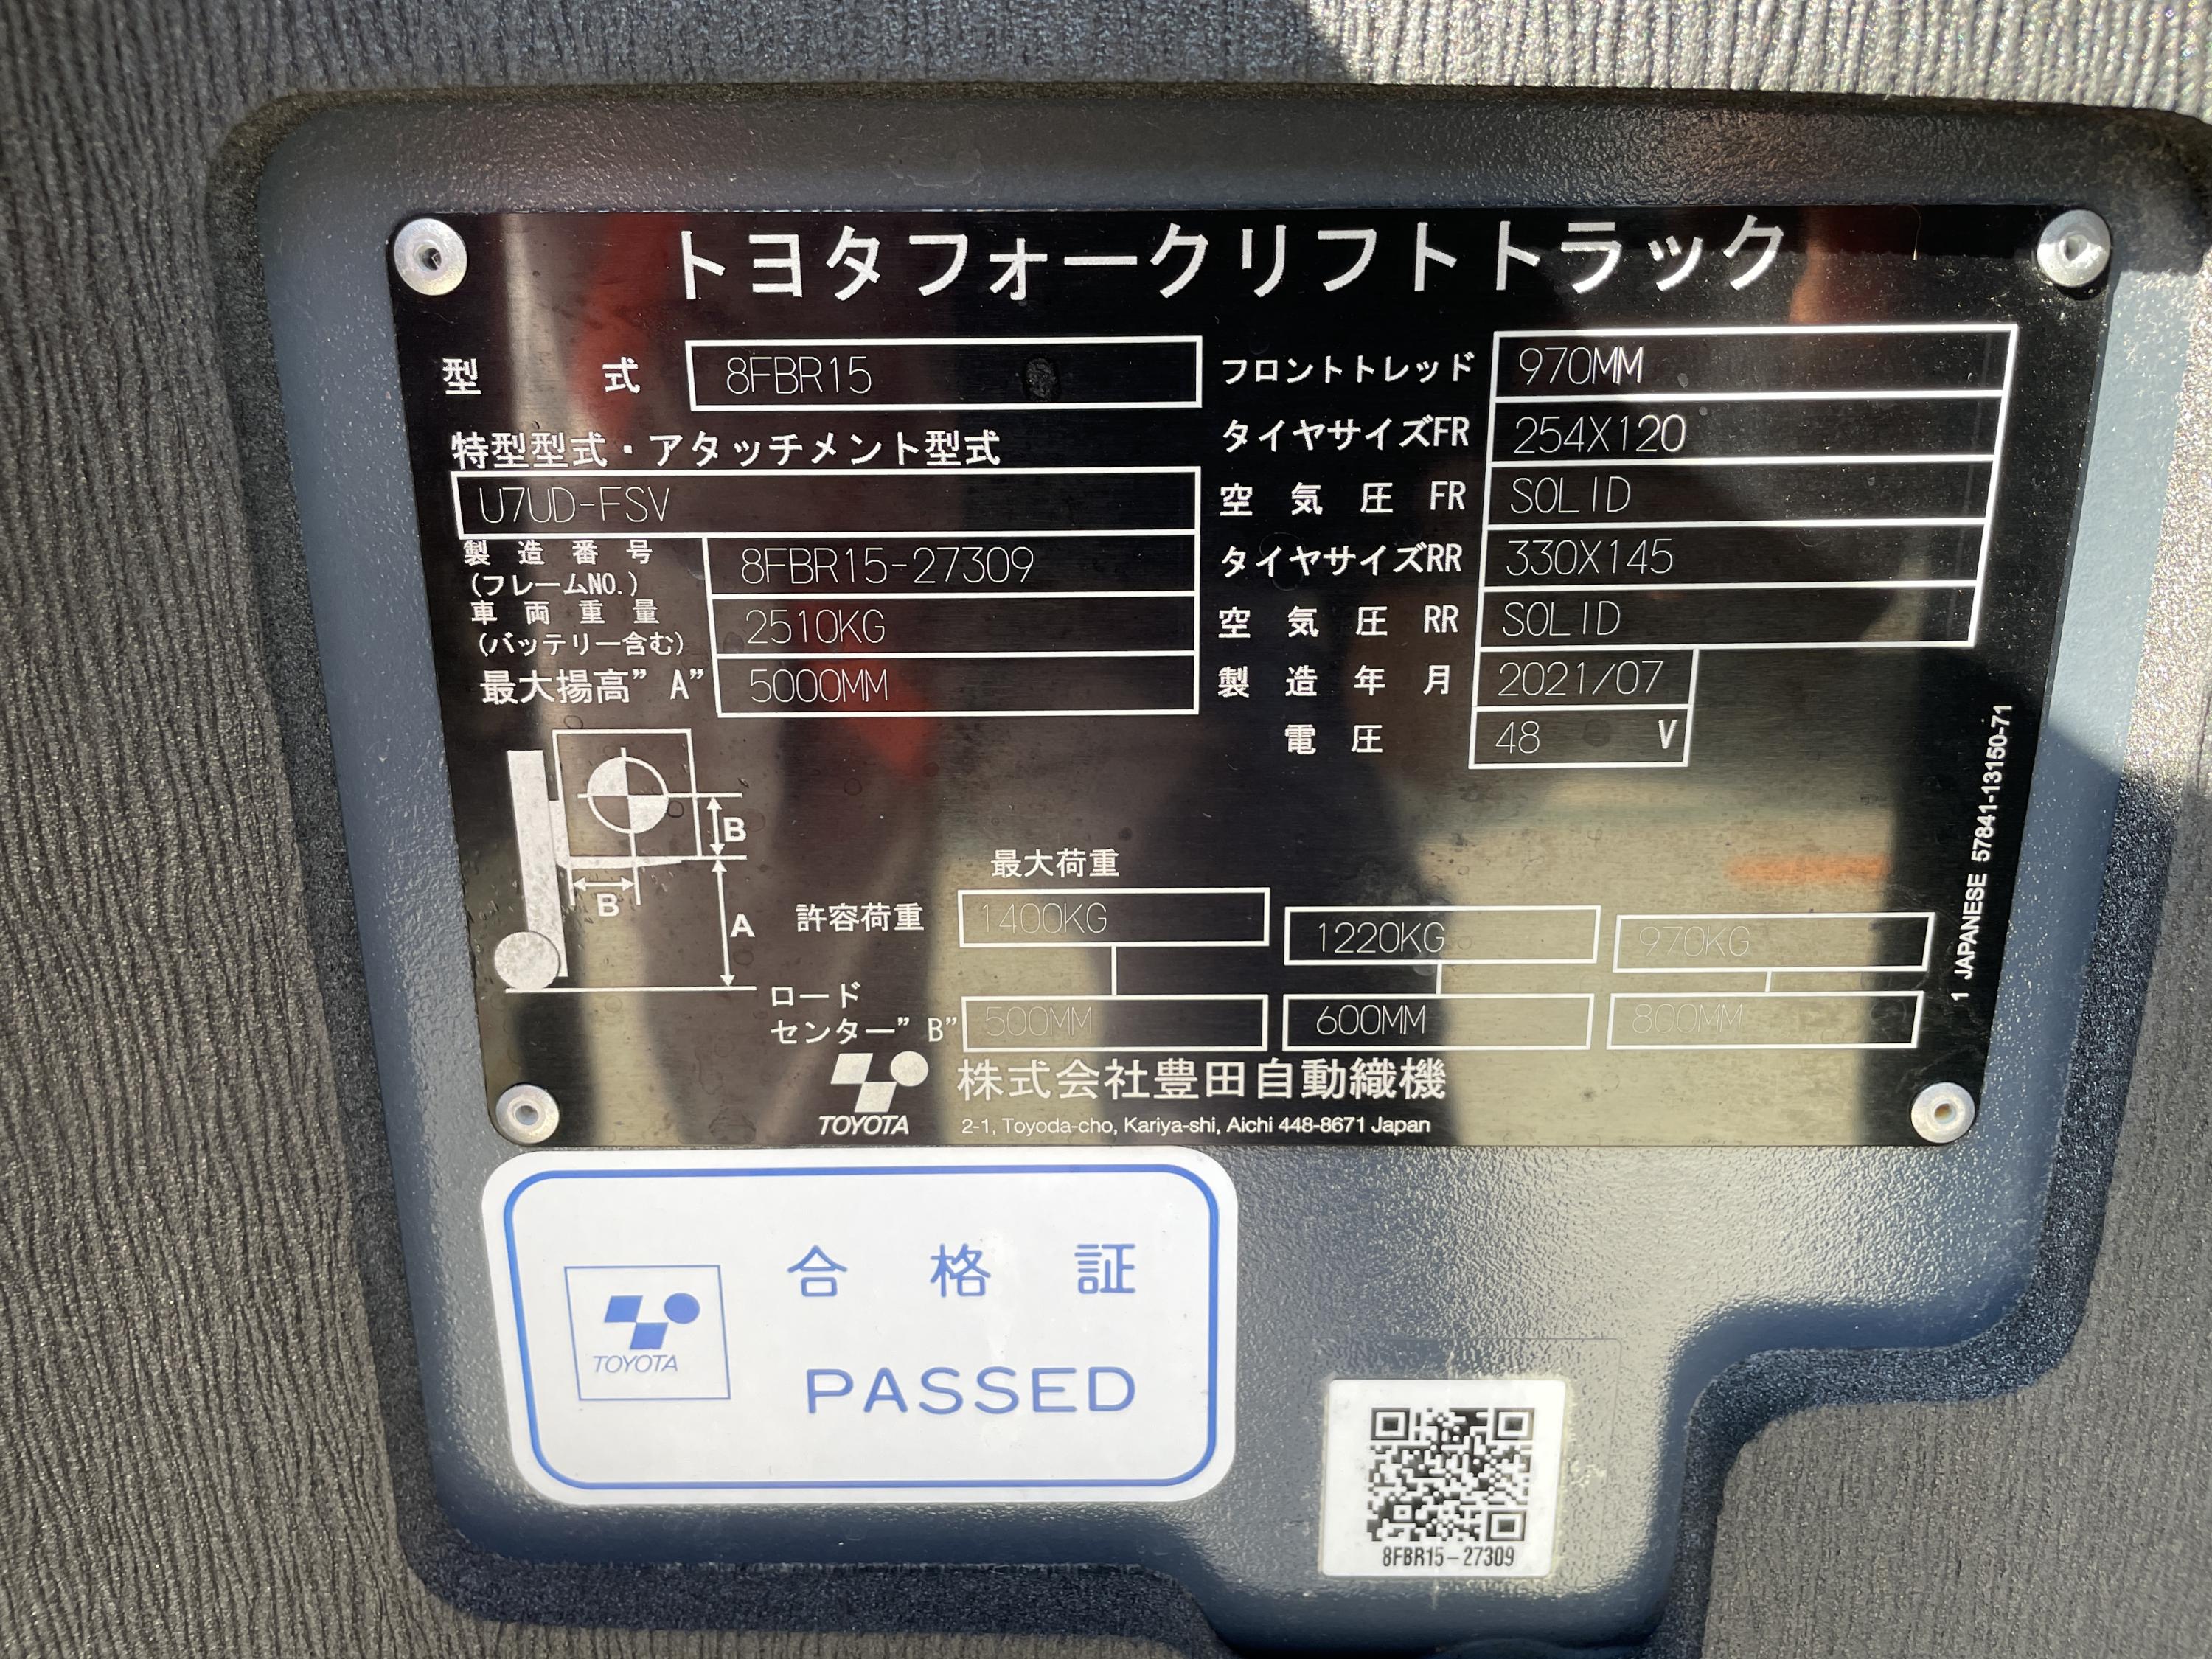 トヨタフォークリフトトラック
型 式 8FBR15
特型型式・アタッチメント型式
U7UD-FSV
製造番号 8FBR15-27309
(フレームNO.)
車両重量 2510KG
(バッテリー含む)
最大揚高"A" 5000MM
フロントトレッド 970MM
タイヤサイズFR 254X120
空気圧 FR SOLID
タイヤサイズRR 330X145
空気圧 RR SOLID
製造年月 2021/07
電圧 48 V
B
B
A
最大荷重
許容荷重 1400KG 1220KG 970KG
ロード
センター"B" 500MM 600MM 800MM
TOYOTA 株式会社豊田自動織機
2-1, Toyoda-cho, Kariya-shi, Aichi 448-8671 Japan
1 JAPANESE 57841-13150-71
合格証
TOYOTA
PASSED
8FBR15-27309